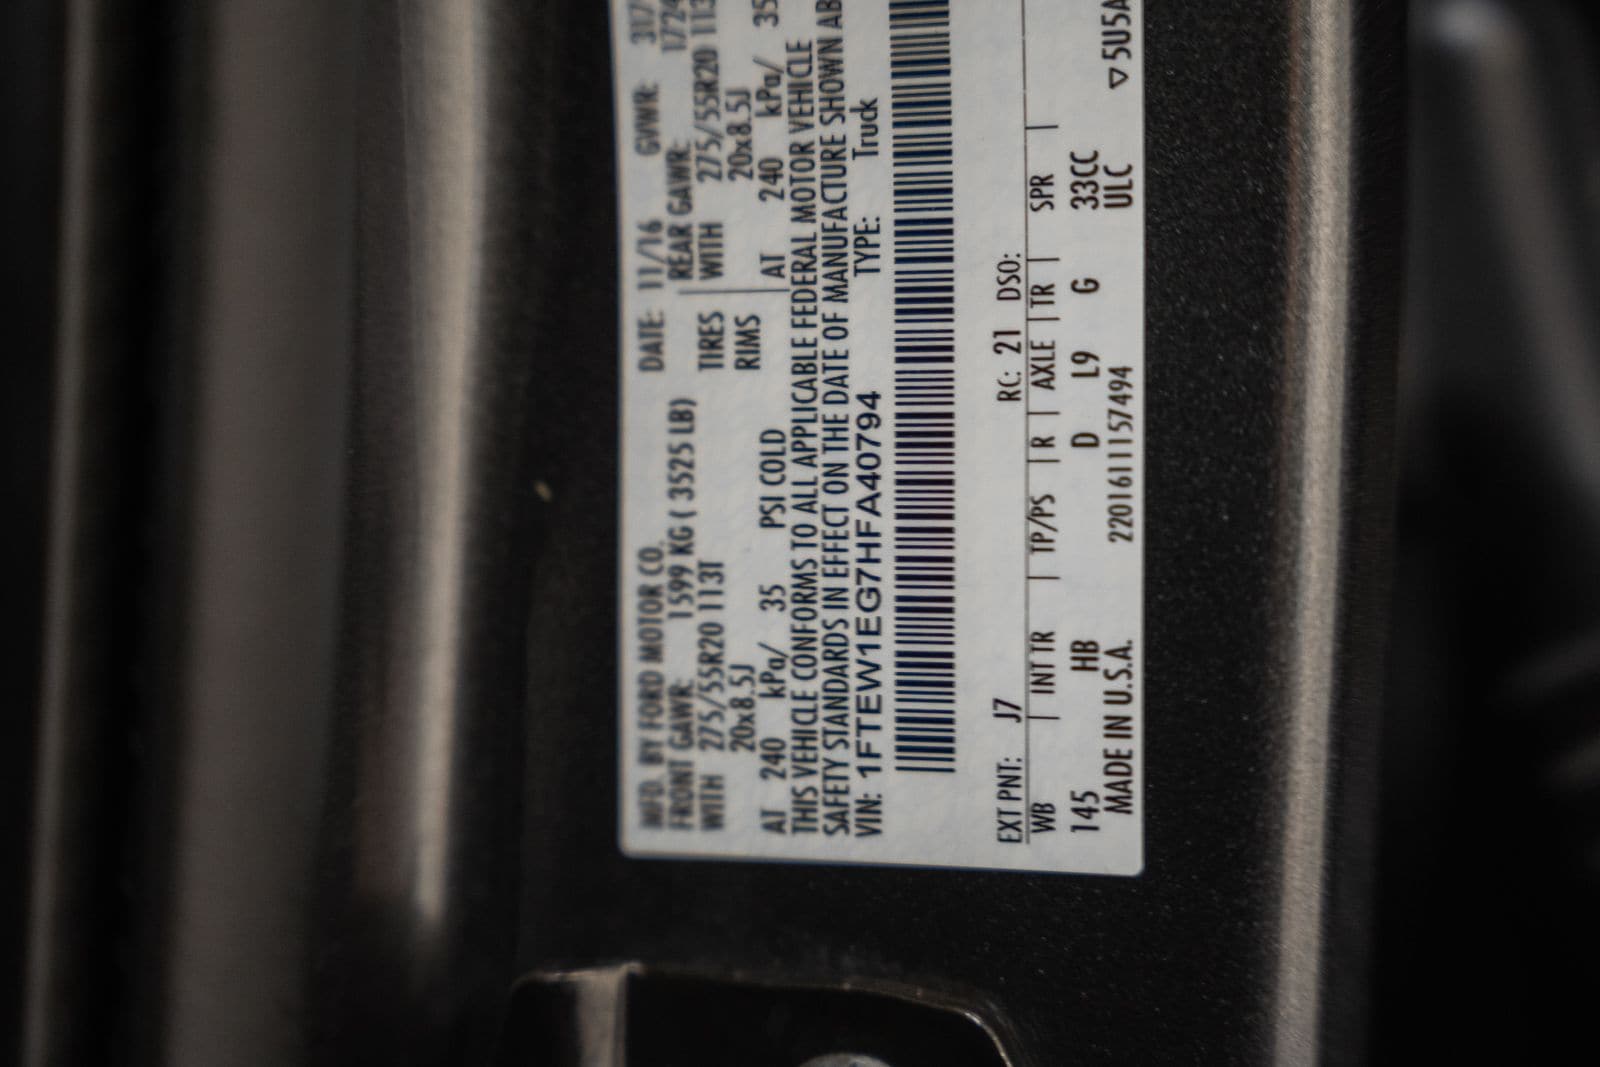 MFD. BY FORD MOTOR CO. DATE: 11/16 GVWR:
FRONT GAWR: 1599 KG ( 3525 LB) REAR GAWR:
WITH 275/55R20 113T TIRES WITH 275/55R20 113
20x8.5J RIMS 20x8.5J
AT 240 kPa/ 35 PSI COLD AT 240 kPa/ 35
THIS VEHICLE CONFORMS TO ALL APPLICABLE FEDERAL MOTOR VEHICLE
SAFETY STANDARDS IN EFFECT ON THE DATE OF MANUFACTURE SHOWN AB
VIN: 1FTEW1EG7HFA40794 TYPE: Truck
EXT PNT: J7 RC: 21 DSO:
WB | INT TR | TP/PS | R | AXLE | TR | SPR |
145 HB D L9 G 33CC
MADE IN U.S.A. 2201611157494 ULC ▽5U5A